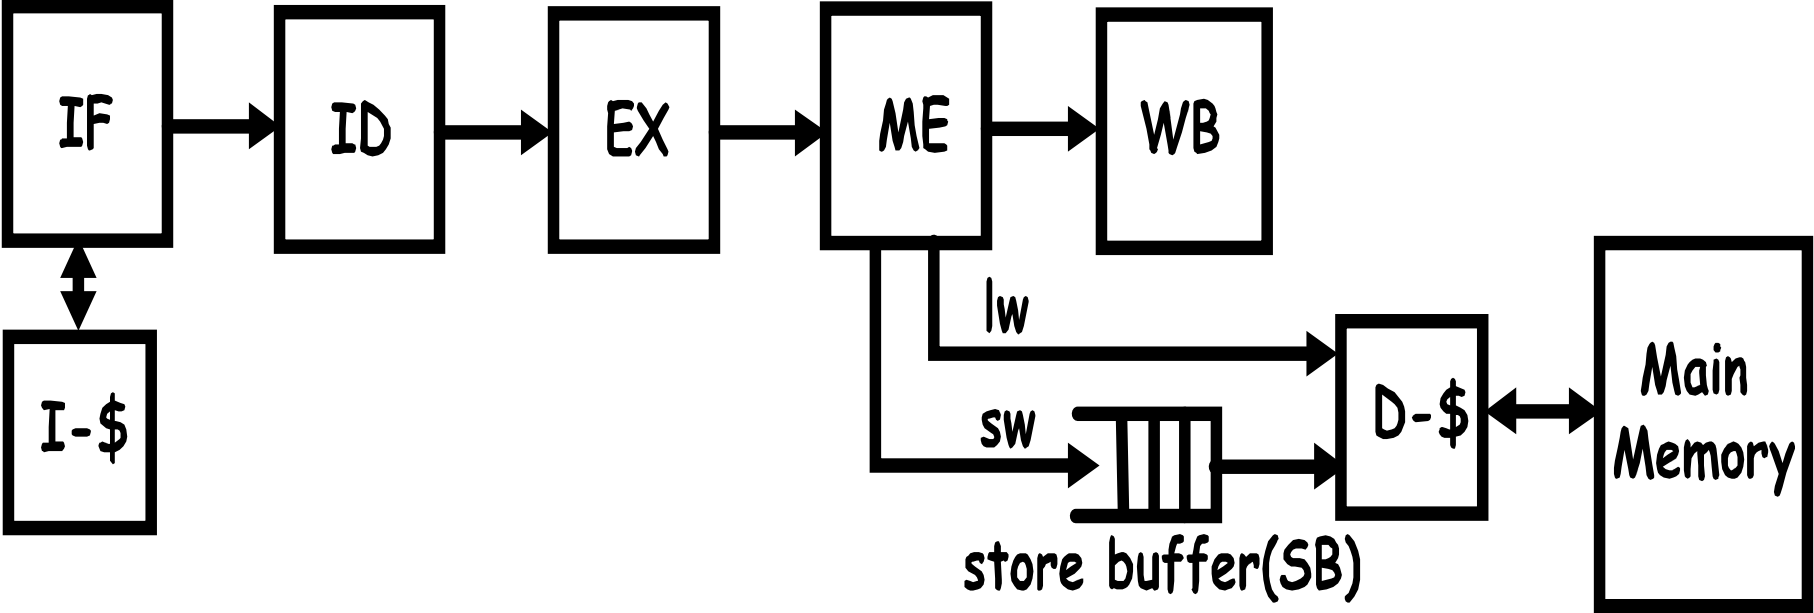 IF
ID
EX
ME
WB
I-$
lw
sw
D-$
Main
Memory
store buffer(SB)